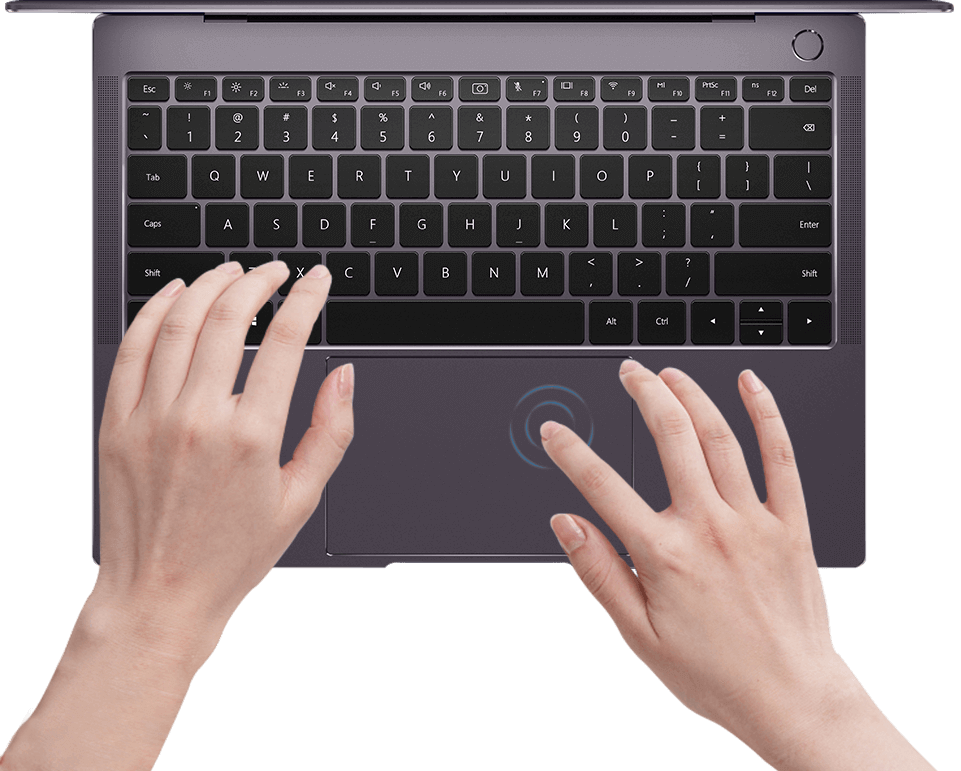 Esc F1 F2 F3 F4 F5 F6 F7 F8 F9 MI F10 PrtSc F11 F12 Del
~ ` ! 1 @ 2 # 3 $ 4 % 5 ^ 6 & 7 * 8 ( 9 ) 0 _ - + =
Tab Q W E R T Y U I O P { [ } ] | \
Caps A S D F G H J K L : ; " ' Enter
Shift X C V B N M < , > . ? / Shift
Alt Ctrl